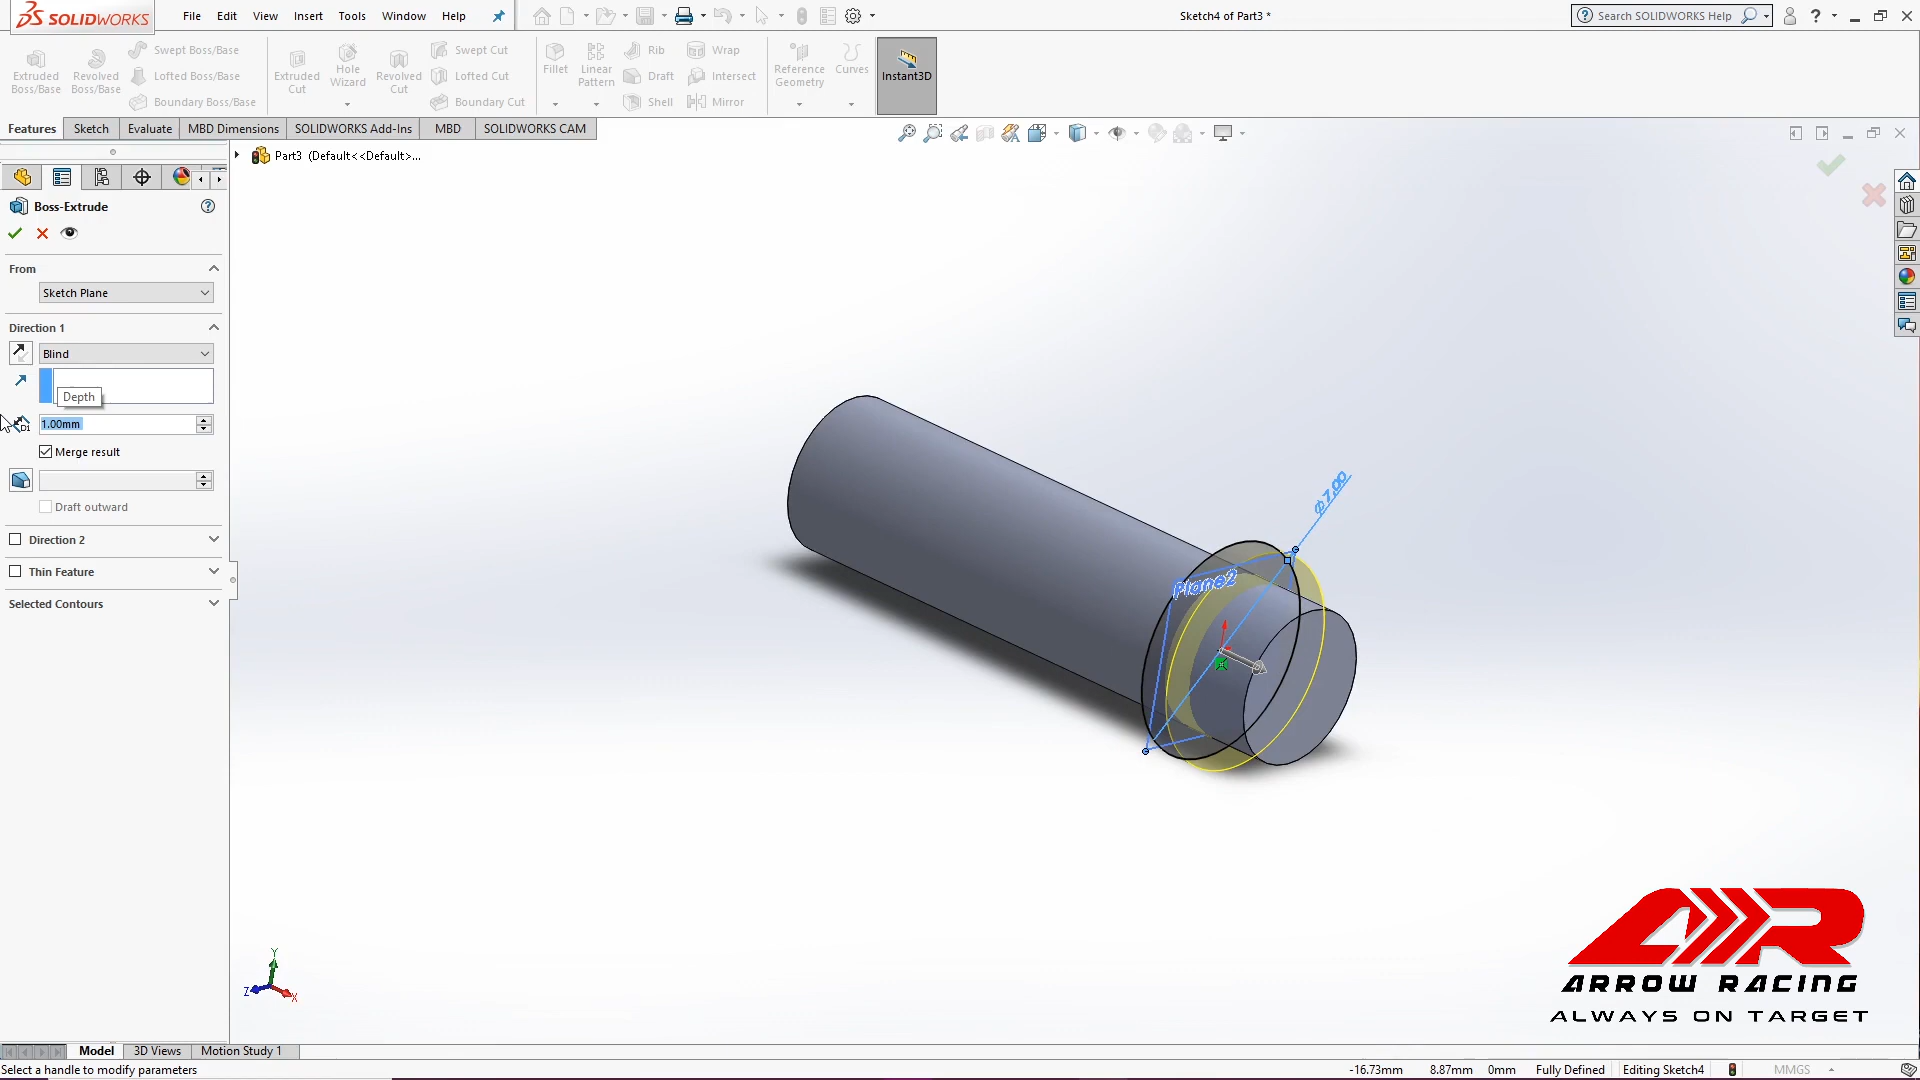 SOLIDWORKS
File Edit View Insert Tools Window Help
Sketch4 of Part3 *
Search SOLIDWORKS Help
Extruded Boss/Base
Revolved Boss/Base
Swept Boss/Base
Lofted Boss/Base
Boundary Boss/Base
Extruded Cut
Hole Wizard
Revolved Cut
Swept Cut
Lofted Cut
Boundary Cut
Fillet
Linear Pattern
Rib
Draft
Shell
Wrap
Intersect
Mirror
Reference Geometry
Curves
Instant3D
Features Sketch Evaluate MBD Dimensions SOLIDWORKS Add-Ins MBD SOLIDWORKS CAM
Part3 (Default<<Default>...
Boss-Extrude
From
Sketch Plane
Direction 1
Blind
Depth
D1
1.00mm
Merge result
Draft outward
Direction 2
Thin Feature
Selected Contours
Plane2
Ø7,00
Y
Z
X
ARROW RACING
ALWAYS ON TARGET
Model 3D Views Motion Study 1
Select a handle to modify parameters
-16.73mm 8.87mm 0mm Fully Defined Editing Sketch4 MMGS